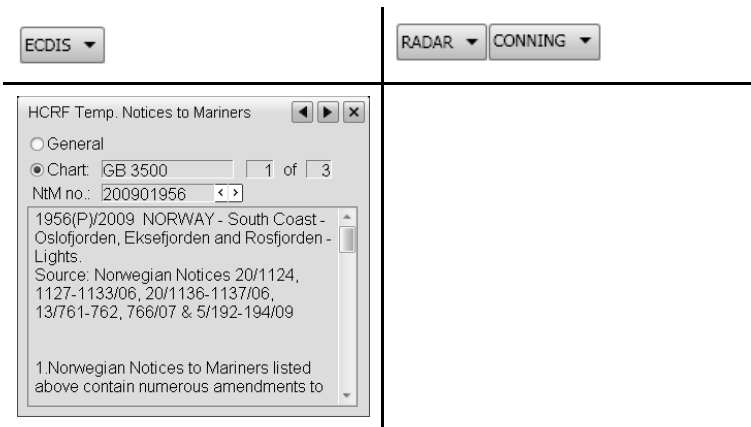 ECDIS
RADAR CONNING
HCRF Temp. Notices to Mariners
General
Chart: GB 3500 1 of 3
NtM no.: 200901956
1956(P)/2009 NORWAY - South Coast -
Oslofjorden, Eksefjorden and Rosfjorden -
Lights.
Source: Norwegian Notices 20/1124,
1127-1133/06, 20/1136-1137/06,
13/761-762, 766/07 & 5/192-194/09
1.Norwegian Notices to Mariners listed
above contain numerous amendments to